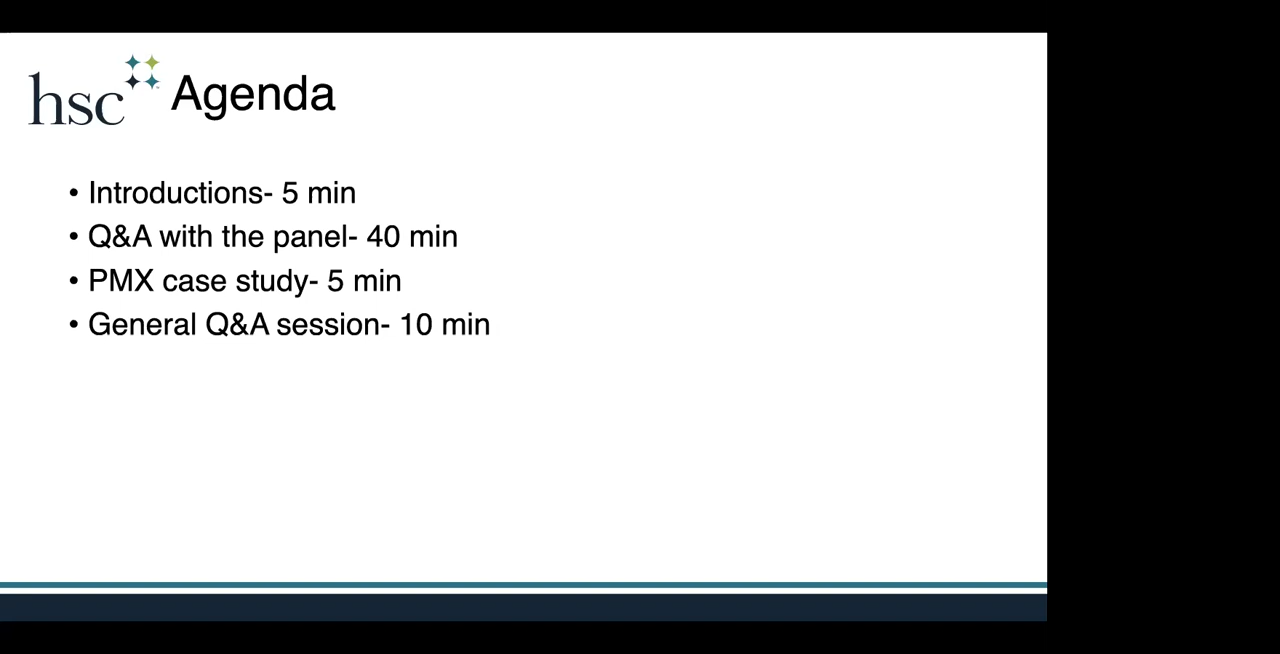 hsc Agenda
• Introductions- 5 min
• Q&A with the panel- 40 min
• PMX case study- 5 min
• General Q&A session- 10 min